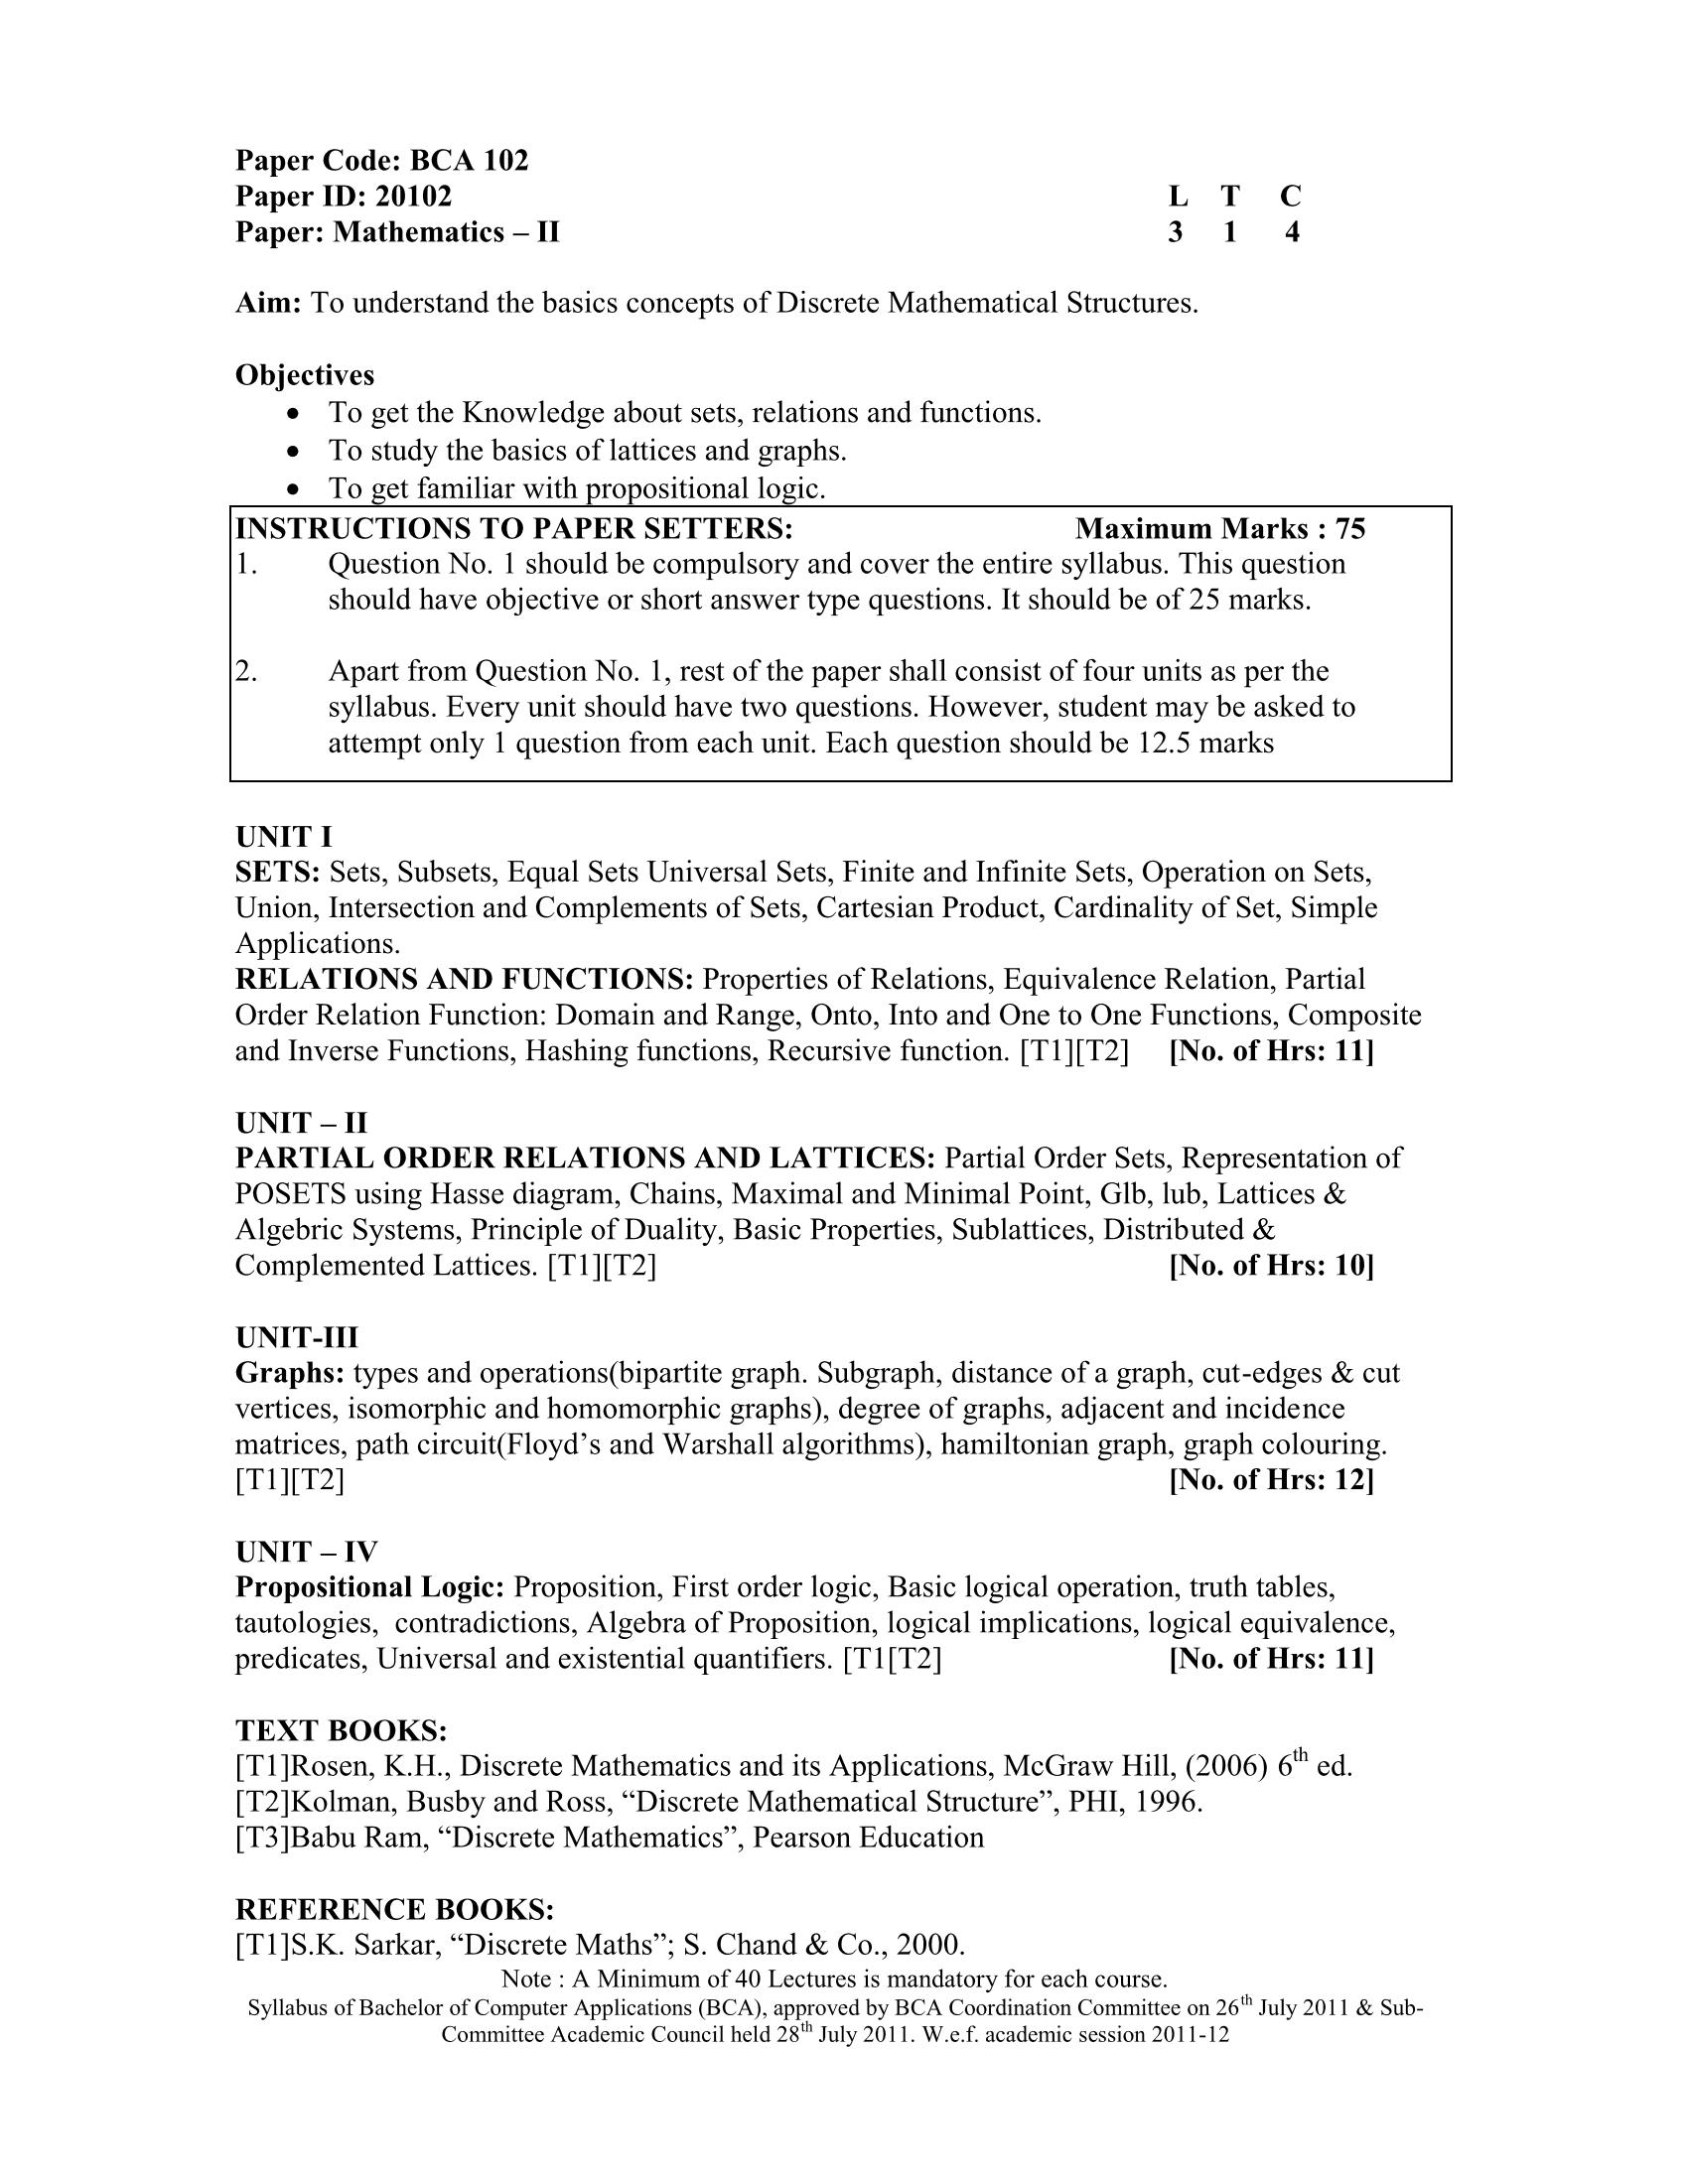 Paper Code: BCA 102
Paper ID: 20102 L T C
Paper: Mathematics – II 3 1 4
Aim: To understand the basics concepts of Discrete Mathematical Structures.
Objectives
• To get the Knowledge about sets, relations and functions.
• To study the basics of lattices and graphs.
• To get familiar with propositional logic.
INSTRUCTIONS TO PAPER SETTERS: Maximum Marks : 75
1. Question No. 1 should be compulsory and cover the entire syllabus. This question
should have objective or short answer type questions. It should be of 25 marks.
2. Apart from Question No. 1, rest of the paper shall consist of four units as per the
syllabus. Every unit should have two questions. However, student may be asked to
attempt only 1 question from each unit. Each question should be 12.5 marks
UNIT I
SETS: Sets, Subsets, Equal Sets Universal Sets, Finite and Infinite Sets, Operation on Sets,
Union, Intersection and Complements of Sets, Cartesian Product, Cardinality of Set, Simple
Applications.
RELATIONS AND FUNCTIONS: Properties of Relations, Equivalence Relation, Partial
Order Relation Function: Domain and Range, Onto, Into and One to One Functions, Composite
and Inverse Functions, Hashing functions, Recursive function. [T1][T2] [No. of Hrs: 11]
UNIT – II
PARTIAL ORDER RELATIONS AND LATTICES: Partial Order Sets, Representation of
POSETS using Hasse diagram, Chains, Maximal and Minimal Point, Glb, lub, Lattices &
Algebric Systems, Principle of Duality, Basic Properties, Sublattices, Distributed &
Complemented Lattices. [T1][T2] [No. of Hrs: 10]
UNIT-III
Graphs: types and operations(bipartite graph. Subgraph, distance of a graph, cut-edges & cut
vertices, isomorphic and homomorphic graphs), degree of graphs, adjacent and incidence
matrices, path circuit(Floyd’s and Warshall algorithms), hamiltonian graph, graph colouring.
[T1][T2] [No. of Hrs: 12]
UNIT – IV
Propositional Logic: Proposition, First order logic, Basic logical operation, truth tables,
tautologies, contradictions, Algebra of Proposition, logical implications, logical equivalence,
predicates, Universal and existential quantifiers. [T1[T2] [No. of Hrs: 11]
TEXT BOOKS:
[T1]Rosen, K.H., Discrete Mathematics and its Applications, McGraw Hill, (2006) 6th ed.
[T2]Kolman, Busby and Ross, “Discrete Mathematical Structure”, PHI, 1996.
[T3]Babu Ram, “Discrete Mathematics”, Pearson Education
REFERENCE BOOKS:
[T1]S.K. Sarkar, “Discrete Maths”; S. Chand & Co., 2000.
Note : A Minimum of 40 Lectures is mandatory for each course.
Syllabus of Bachelor of Computer Applications (BCA), approved by BCA Coordination Committee on 26th July 2011 & Sub-
Committee Academic Council held 28th July 2011. W.e.f. academic session 2011-12